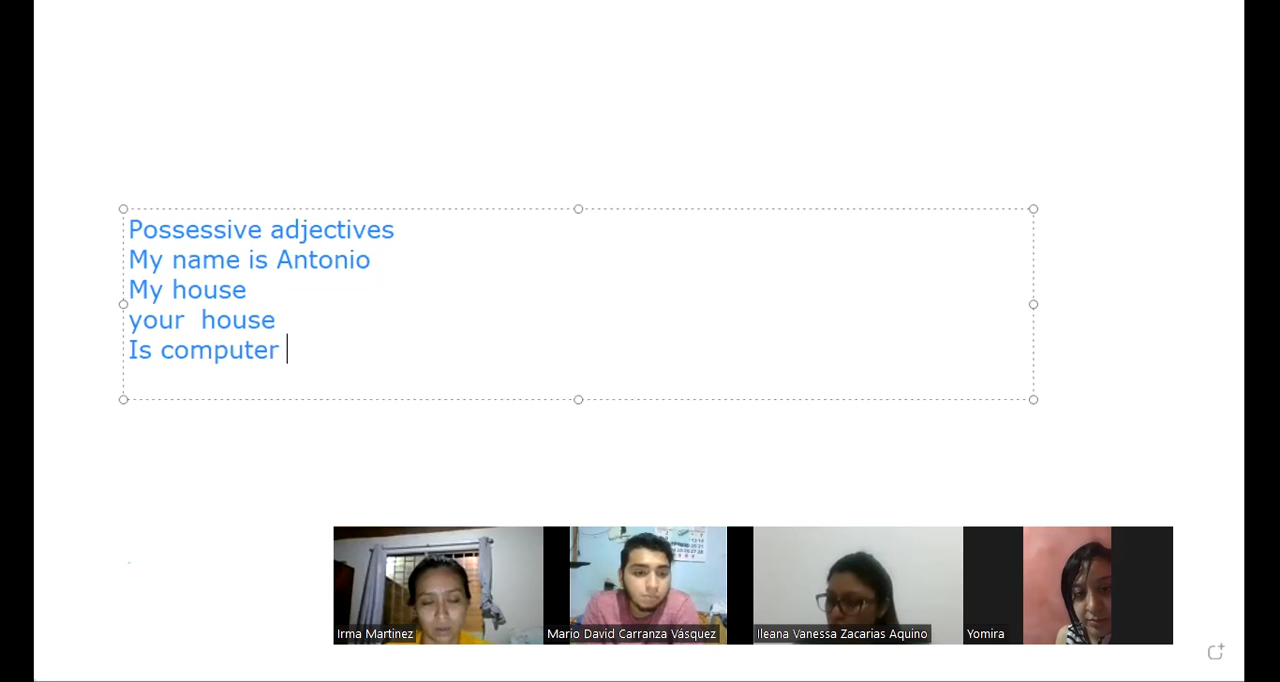 Possessive adjectives
My name is Antonio
My house
your  house
Is computer
Irma Martinez
Mario David Carranza Vásquez
Ileana Vanessa Zacarias Aquino
Yomira